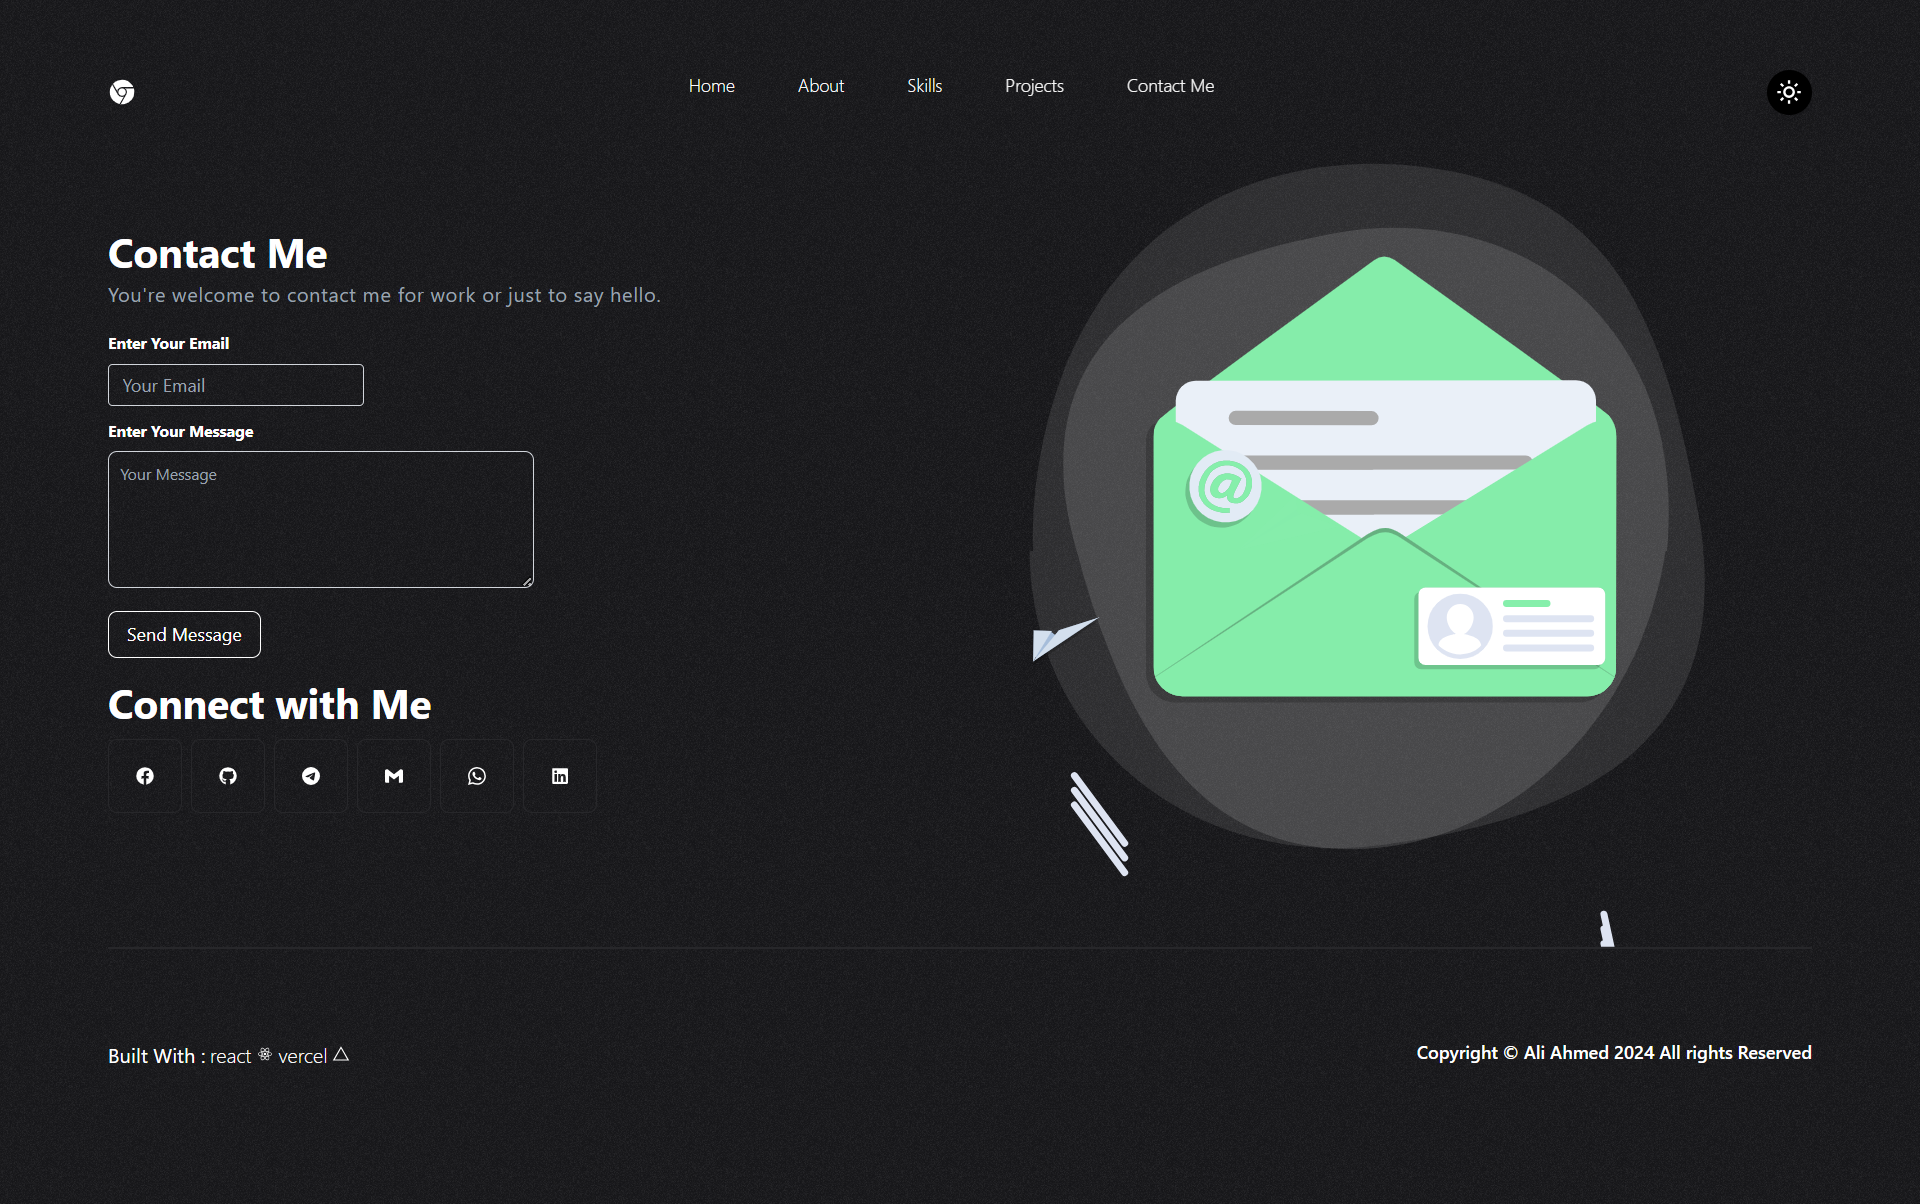 Home
About
Skills
Projects
Contact Me
Contact Me
You're welcome to contact me for work or just to say hello.
Enter Your Email
Your Email
Enter Your Message
Your Message
Send Message
Connect with Me
@
Built With : react vercel
Copyright © Ali Ahmed 2024 All rights Reserved